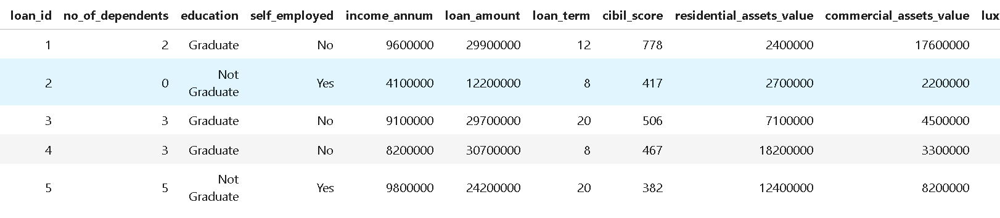 loan_id no_of_dependents education self_employed income_annum loan_amount loan_term cibil_score residential_assets_value commercial_assets_value lux
1 2 Graduate No 9600000 29900000 12 778 2400000 17600000
2 0 Not Graduate Yes 4100000 12200000 8 417 2700000 2200000
3 3 Graduate No 9100000 29700000 20 506 7100000 4500000
4 3 Graduate No 8200000 30700000 8 467 18200000 3300000
5 5 Not Graduate Yes 9800000 24200000 20 382 12400000 8200000